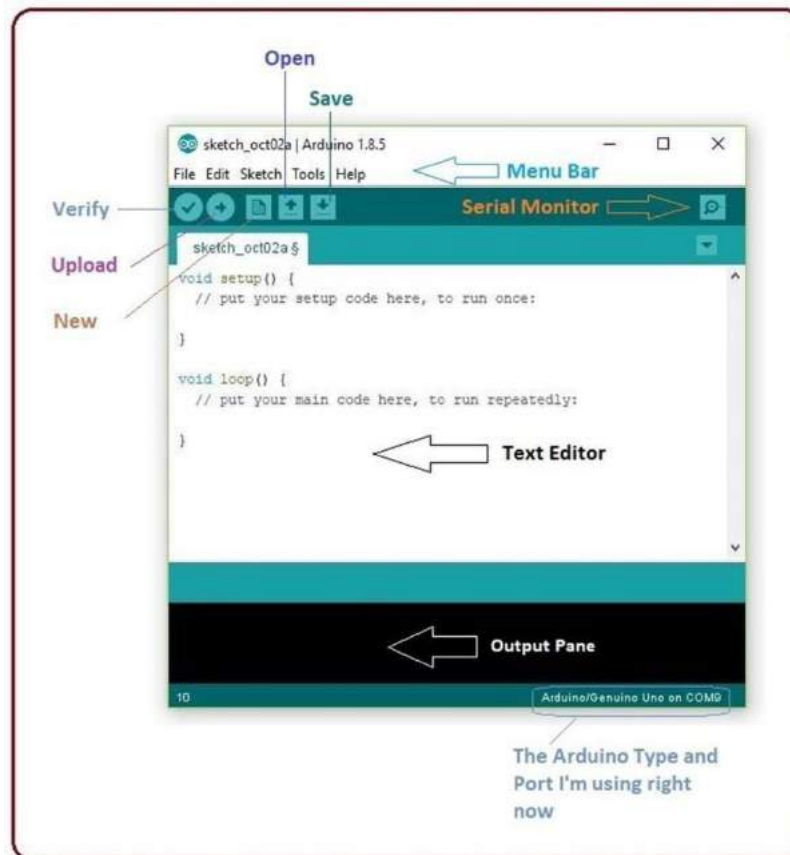 Open
Save
sketch_oct02a | Arduino 1.8.5
File Edit Sketch Tools Help
Menu Bar
Verify
Serial Monitor
Upload
sketch_oct02a §
New
void setup() {
// put your setup code here, to run once:
}
void loop() {
// put your main code here, to run repeatedly:
}
Text Editor
Output Pane
10
Arduino/Genuino Uno on COM9
The Arduino Type and
Port I'm using right
now